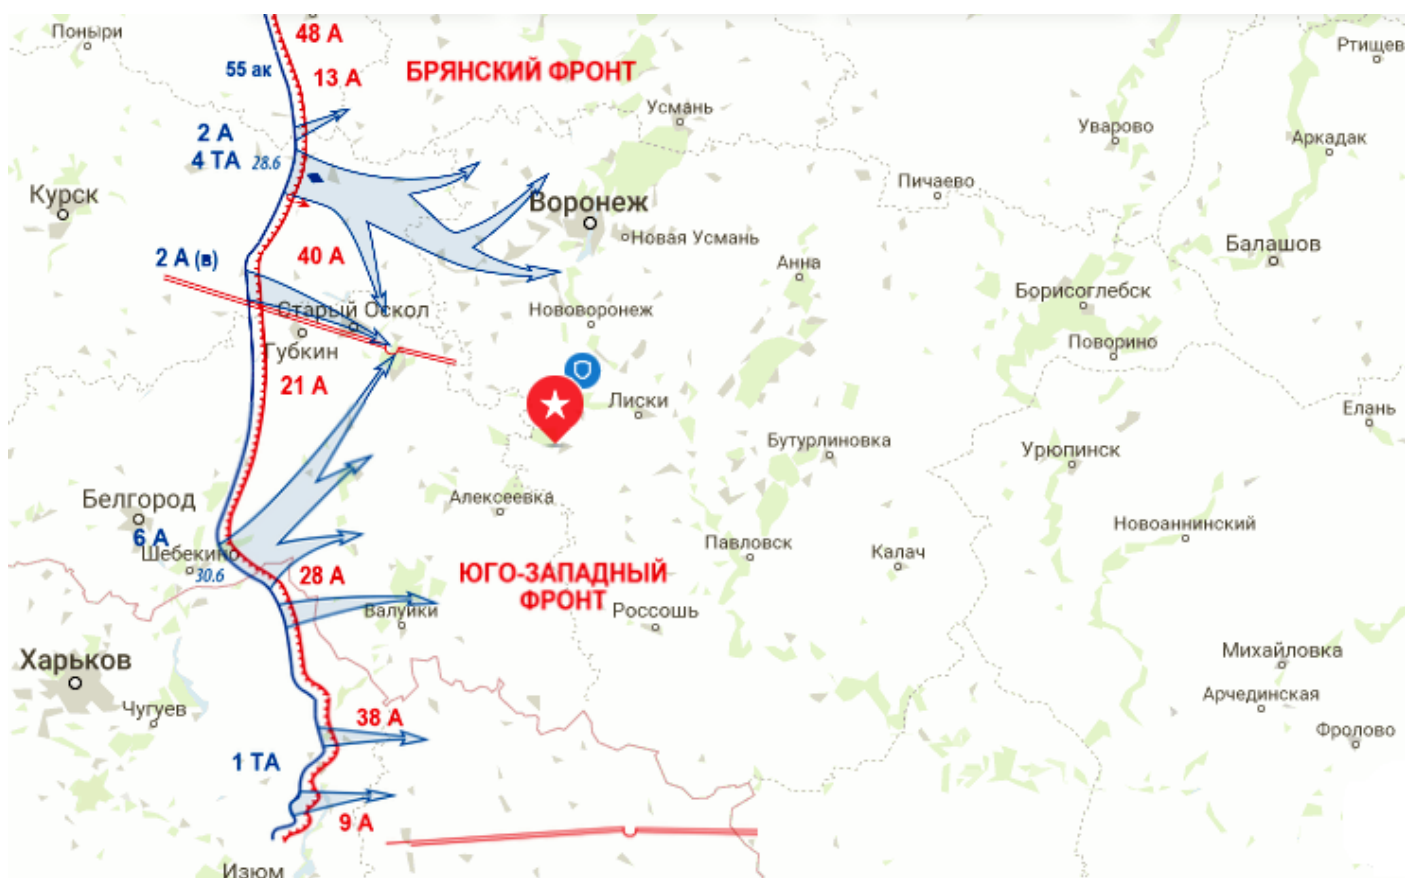 48 А
Поныри
Ртищев
55 ак
13 А
БРЯНСКИЙ ФРОНТ
Усмань
Уварово
Аркадак
2 А
4 ТА
28.6
Пичаево
Курск
Воронеж
Новая Усмань
Балашов
2 А (в)
40 А
Анна
Борисоглебск
Старый Оскол
Нововоронеж
Губкин
Поворино
21 А
Лиски
Елань
Бутурлиновка
Урюпинск
Белгород
Алексеевка
6 А
Новоаннинский
Шебекино
30.6
Павловск
Калач
28 А
ЮГО-ЗАПАДНЫЙ
ФРОНТ
Валуйки
Россошь
Харьков
Михайловка
Чугуев
Арчединская
38 А
Фролово
1 ТА
9 А
Изюм